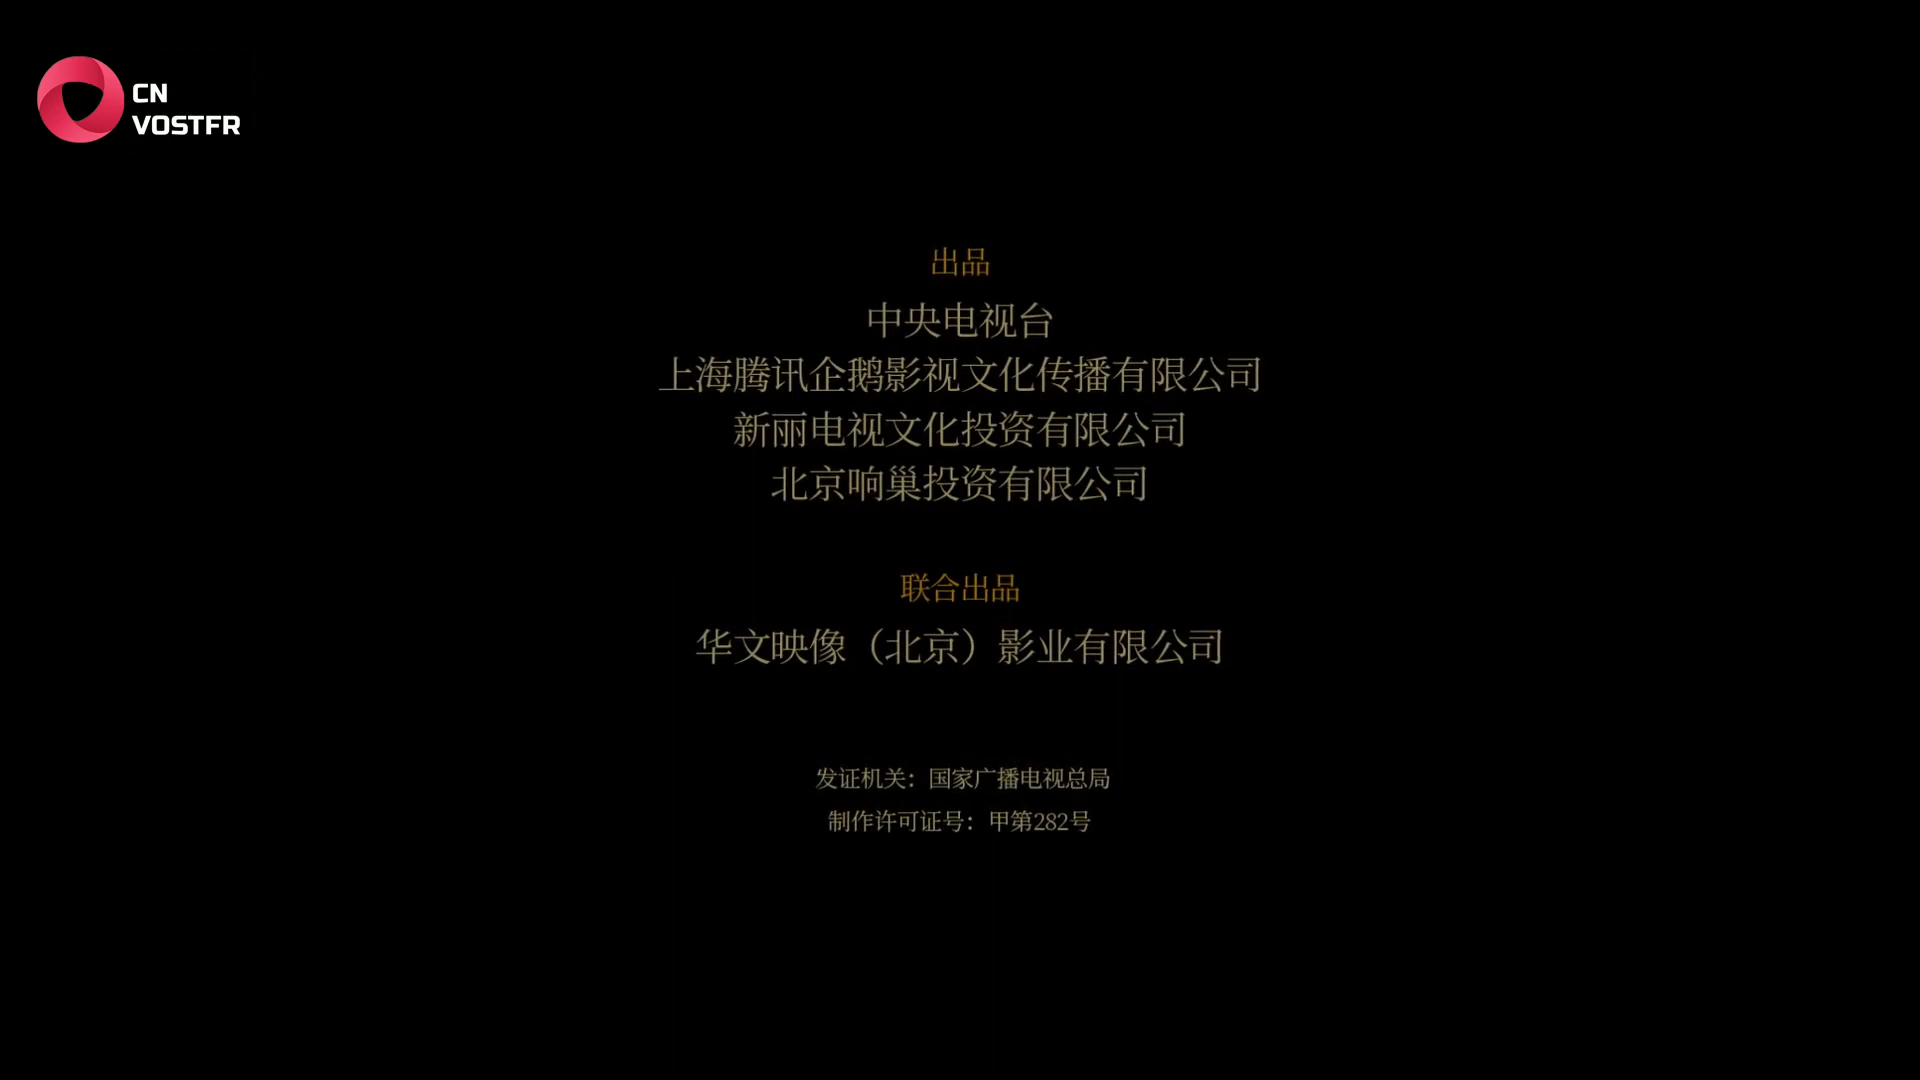 CN
VOSTFR
出品
中央电视台
上海腾讯企鹅影视文化传播有限公司
新丽电视文化投资有限公司
北京响巢投资有限公司
联合出品
华文映像（北京）影业有限公司
发证机关：国家广播电视总局
制作许可证号：甲第282号